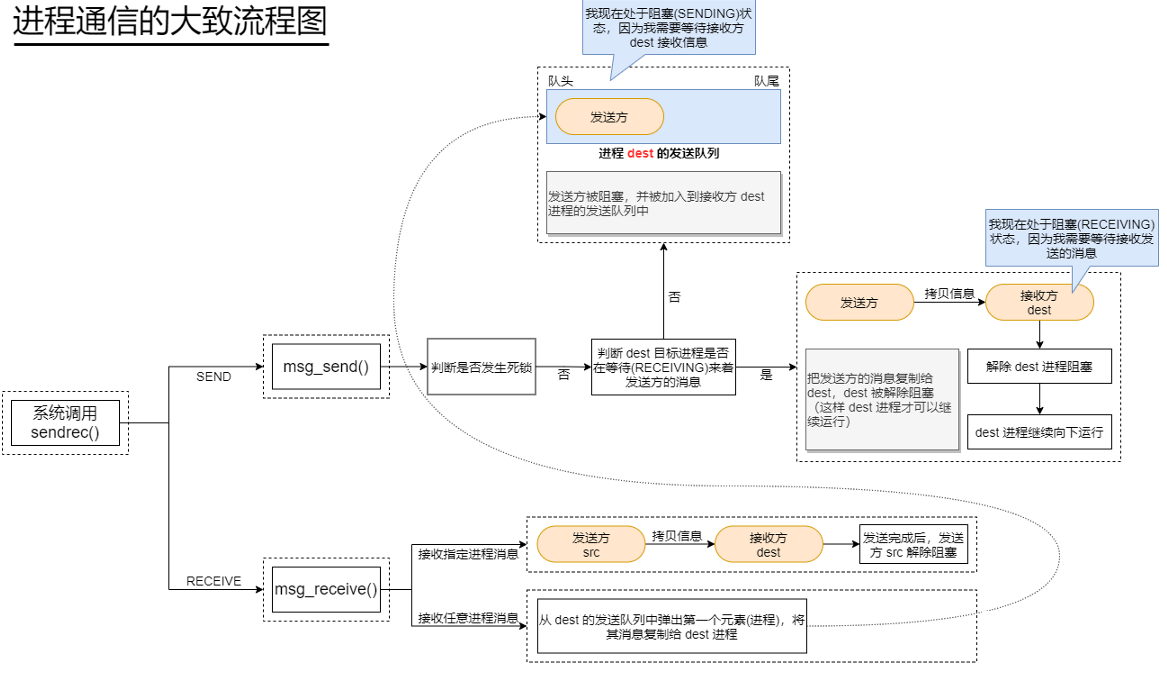 进程通信的大致流程图
我现在处于阻塞(SENDING)状
态，因为我需要等待接收方
dest 接收信息
队头
队尾
发送方
进程 dest 的发送队列
发送方被阻塞，并被加入到接收方 dest
进程的发送队列中
我现在处于阻塞(RECEIVING)
状态，因为我需要等待接收发
送的消息
否
发送方
拷贝信息
接收方
dest
解除 dest 进程阻塞
dest 进程继续向下运行
把发送方的消息复制给
dest，dest 被解除阻塞
（这样 dest 进程才可以继
续运行）
系统调用
sendrec()
SEND
msg_send()
判断是否发生死锁
否
判断 dest 目标进程是否
在等待(RECEIVING)来着
发送方的消息
是
RECEIVE
msg_receive()
接收指定进程消息
发送方
src
拷贝信息
接收方
dest
发送完成后，发送
方 src 解除阻塞
接收任意进程消息
从 dest 的发送队列中弹出第一个元素(进程)，将
其消息复制给 dest 进程